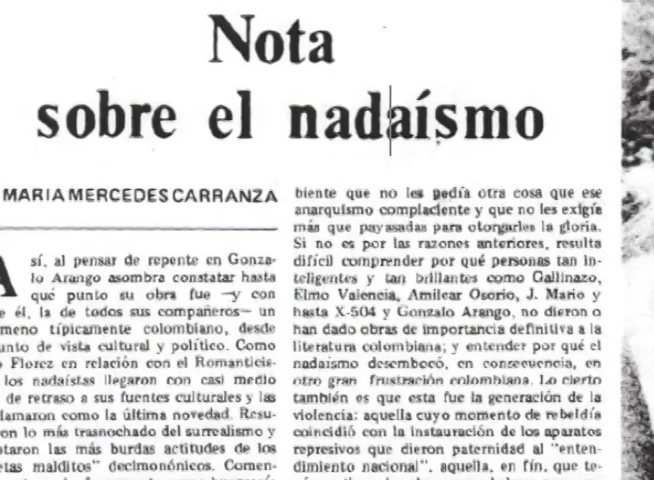 Nota
sobre el nadaísmo
MARIA MERCEDES CARRANZA
A
sí, al pensar de repente en Gonza-
lo Arango asombra constatar hasta
qué punto su obra fue —y con
e él, la de todos sus compañeros— un
meno típicamente colombiano, desde
unto de vista cultural y político. Como
Florez en relación con el Romanticis-
los nadaístas llegaron con casi medio
de retraso a sus fuentes culturales y las
lamaron como la última novedad. Resu-
on lo más trasnochado del surrealismo y
taron las más burdas actitudes de los
etas malditos" decimonónicos. Comen-
biente que no les pedía otra cosa que ese
anarquismo complaciente y que no les exigía
más que payasadas para otorgarles la gloria.
Si no es por las razones anteriores, resulta
difícil comprender por qué personas tan in-
teligentes y tan brillantes como Gallinazo,
Elmo Valencia, Amílcar Osorio, J. Mario y
hasta X-504 y Gonzalo Arango, no dieron o
han dado obras de importancia definitiva a la
literatura colombiana; y entender por qué el
nadaísmo desembocó, en consecuencia, en
otro gran frustración colombiana. Lo cierto
también es que esta fue la generación de la
violencia: aquella cuyo momento de rebeldía
coincidió con la instauración de los aparatos
represivos que dieron paternidad al "enten-
dimiento nacional", aquella, en fín, que te-